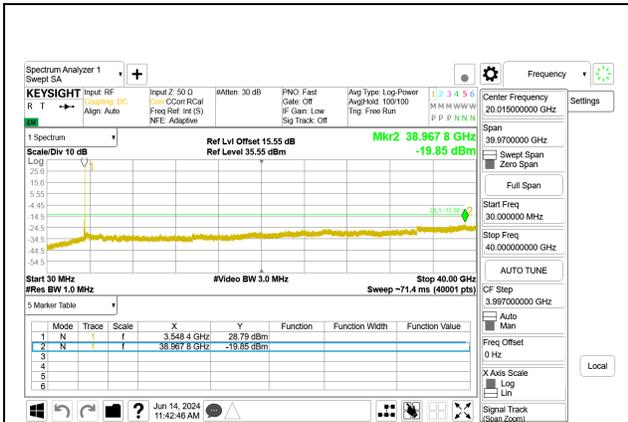 Spectrum Analyzer 1
Swept SA
Frequency
KEYSIGHT
R T
Input: RF
Coupling: DC
Align: Auto
Input Z: 50 Ω
Corr CCorr RCal
Freq Ref: Int (S)
NFE: Adaptive
#Atten: 30 dB
PNO: Fast
Gate: Off
IF Gain: Low
Sig Track: Off
Avg Type: Log-Power
Avg|Hold: 100/100
Trig: Free Run
1 2 3 4 5 6
M M M W W W
P P P N N N
1 Spectrum
Scale/Div 10 dB
Ref Lvl Offset 15.55 dB
Ref Level 35.55 dBm
Mkr2 38.967 8 GHz
-19.85 dBm
Log
25.6
15.6
5.55
-4.45
-14.5
-24.5
-34.5
-44.5
-54.5
1
2
Start 30 MHz
#Res BW 1.0 MHz
#Video BW 3.0 MHz
Stop 40.00 GHz
Sweep ~71.4 ms (40001 pts)
5 Marker Table
Mode Trace Scale X Y Function Function Width Function Value
1 N 1 f 3.548 4 GHz 28.79 dBm
2 N 1 f 38.967 8 GHz -19.85 dBm
3
4
5
6
Jun 14, 2024
11:42:46 AM
Center Frequency
20.015000000 GHz
Span
39.9700000 GHz
Swept Span
Zero Span
Full Span
Start Freq
30.000000 MHz
Stop Freq
40.000000000 GHz
AUTO TUNE
CF Step
3.997000000 GHz
Auto
Man
Freq Offset
0 Hz
X Axis Scale
Log
Lin
Signal Track
(Span Zoom)
Settings
Local